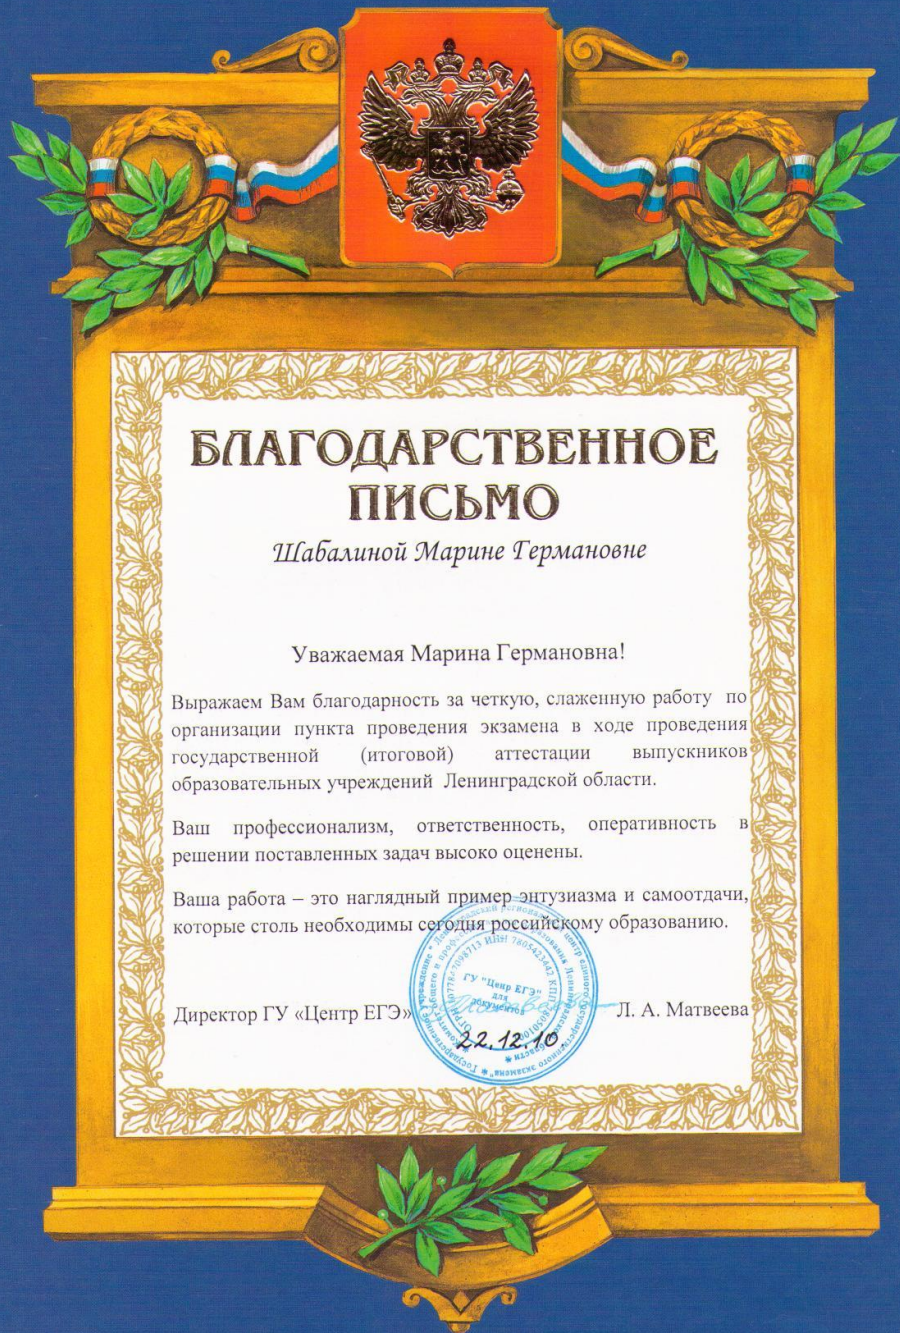 БЛАГОДАРСТВЕННОЕ
ПИСЬМО
Шабалиной Марине Германовне
Уважаемая Марина Германовна!
Выражаем Вам благодарность за четкую, слаженную работу по
организации пункта проведения экзамена в ходе проведения
государственной (итоговой) аттестации выпускников
образовательных учреждений Ленинградской области.
Ваш профессионализм, ответственность, оперативность в
решении поставленных задач высоко оценены.
Ваша работа – это наглядный пример энтузиазма и самоотдачи,
которые столь необходимы сегодня российскому образованию.
Директор ГУ «Центр ЕГЭ» Л. А. Матвеева
ГУ "Центр ЕГЭ"
для
документов
22.12.10.